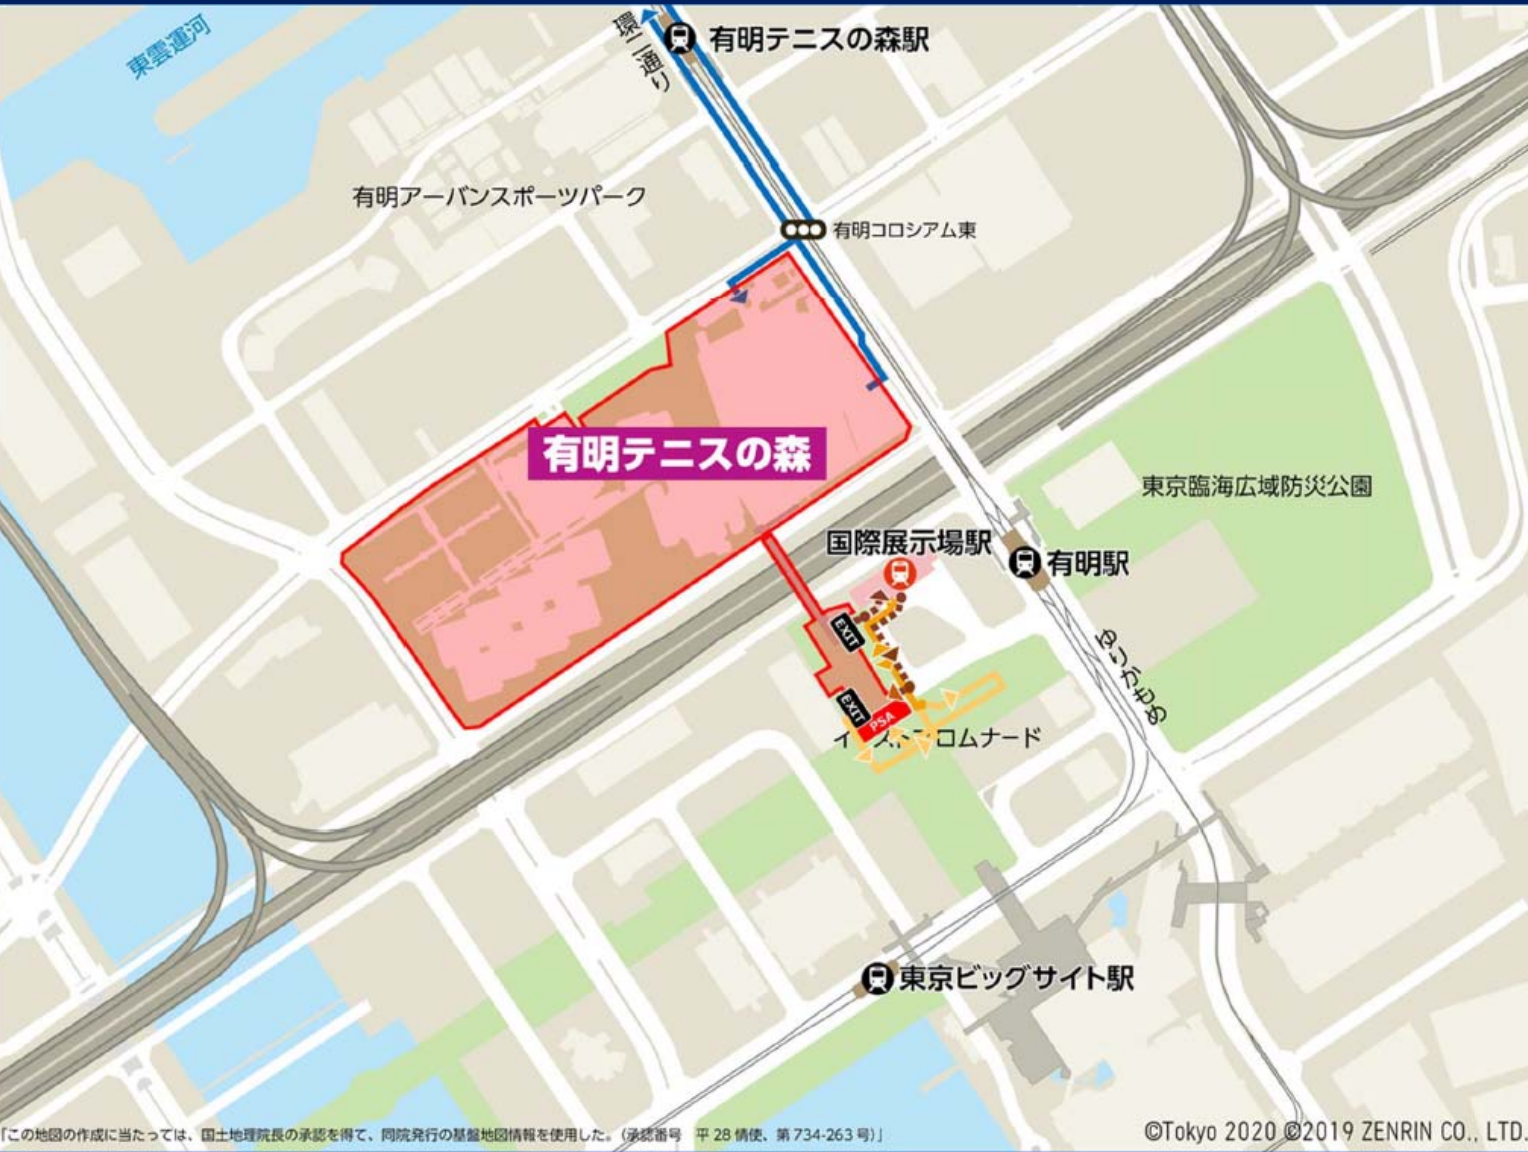 東雲運河
環二通り
有明テニスの森駅
有明アーバンスポーツパーク
有明コロシアム東
有明テニスの森
東京臨海広域防災公園
国際展示場駅
有明駅
EXIT
ゆりかもめ
EXIT
PSA
イーストプロムナード
東京ビッグサイト駅
「この地図の作成に当たっては、国土地理院長の承認を得て、同院発行の基盤地図情報を使用した。（承認番号　平 28 情使、第 734-263 号）」
©Tokyo 2020 ©2019 ZENRIN CO., LTD.